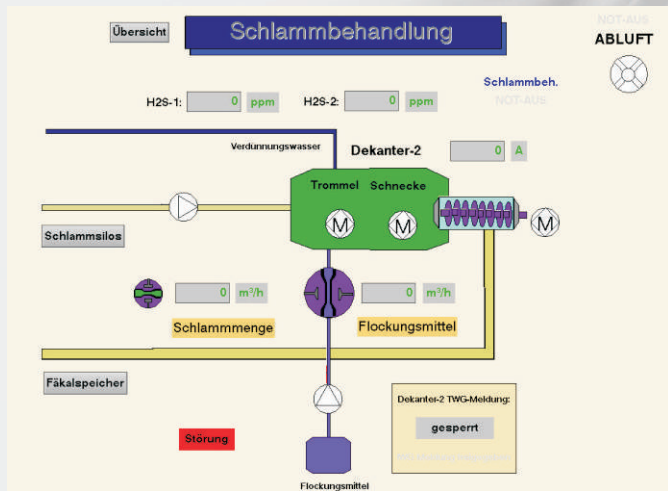 Übersicht
Schlammbehandlung
NOT-AUS
ABLUFT
Schlammbeh.
NOT-AUS
H2S-1: 0 ppm
H2S-2: 0 ppm
Verdünnungswasser
Dekanter-2 0 A
Trommel Schnecke
M M M
Schlammsilos
0 m³/h
0 m³/h
Schlammmenge
Flockungsmittel
Fäkalspeicher
Dekanter-2 TWG-Meldung:
gesperrt
Störung
Flockungsmittel